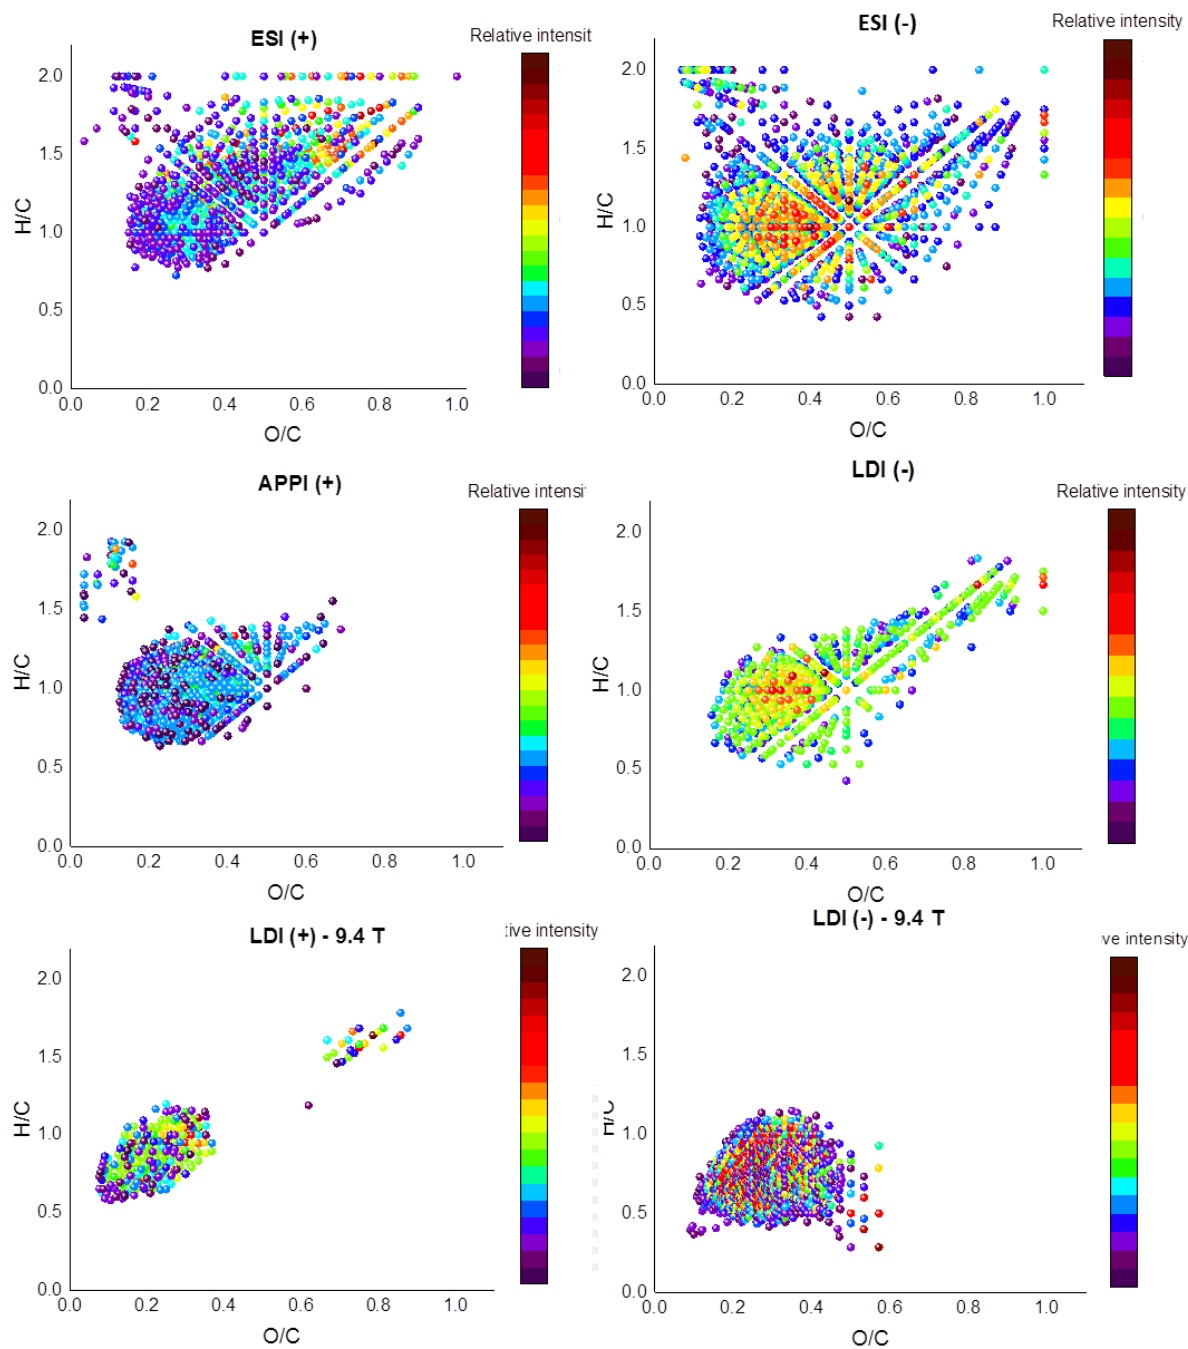 ESI (+)
Relative intensit
H/C
2.0
1.5
1.0
0.5
0.0
0.0 0.2 0.4 0.6 0.8 1.0
O/C
ESI (-)
Relative intensity
H/C
2.0
1.5
1.0
0.5
0.0
0.0 0.2 0.4 0.6 0.8 1.0
O/C
APPI (+)
Relative intensi
H/C
2.0
1.5
1.0
0.5
0.0
0.0 0.2 0.4 0.6 0.8 1.0
O/C
LDI (-)
Relative intensity
H/C
2.0
1.5
1.0
0.5
0.0
0.0 0.2 0.4 0.6 0.8 1.0
O/C
LDI (+) - 9.4 T
tive intensity
H/C
2.0
1.5
1.0
0.5
0.0
0.0 0.2 0.4 0.6 0.8 1.0
O/C
LDI (-) - 9.4 T
ve intensity
H/C
2.0
1.5
1.0
0.5
0.0
0.0 0.2 0.4 0.6 0.8 1.0
O/C